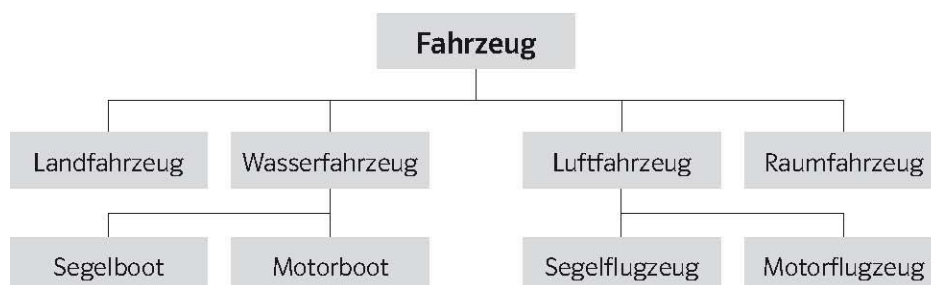 Fahrzeug
Landfahrzeug
Wasserfahrzeug
Luftfahrzeug
Raumfahrzeug
Segelboot
Motorboot
Segelflugzeug
Motorflugzeug